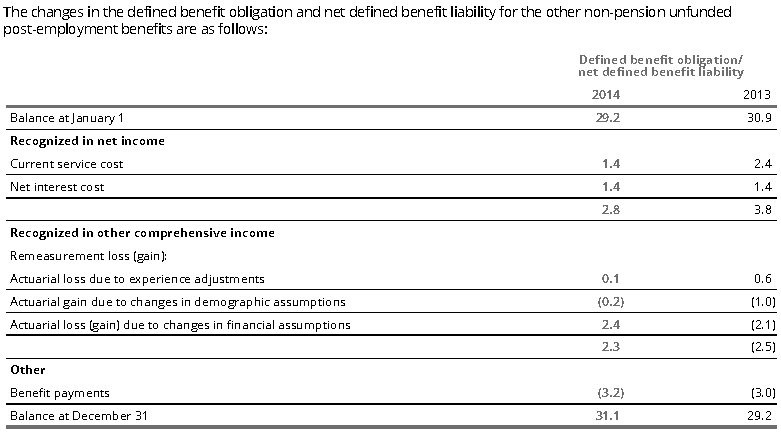 The changes in the defined benefit obligation and net defined benefit liability for the other non-pension unfunded
post-employment benefits are as follows:
Defined benefit obligation/
net defined benefit liability
2014 2013
Balance at January 1 29.2 30.9
Recognized in net income
Current service cost 1.4 2.4
Net interest cost 1.4 1.4
2.8 3.8
Recognized in other comprehensive income
Remeasurement loss (gain):
Actuarial loss due to experience adjustments 0.1 0.6
Actuarial gain due to changes in demographic assumptions (0.2) (1.0)
Actuarial loss (gain) due to changes in financial assumptions 2.4 (2.1)
2.3 (2.5)
Other
Benefit payments (3.2) (3.0)
Balance at December 31 31.1 29.2